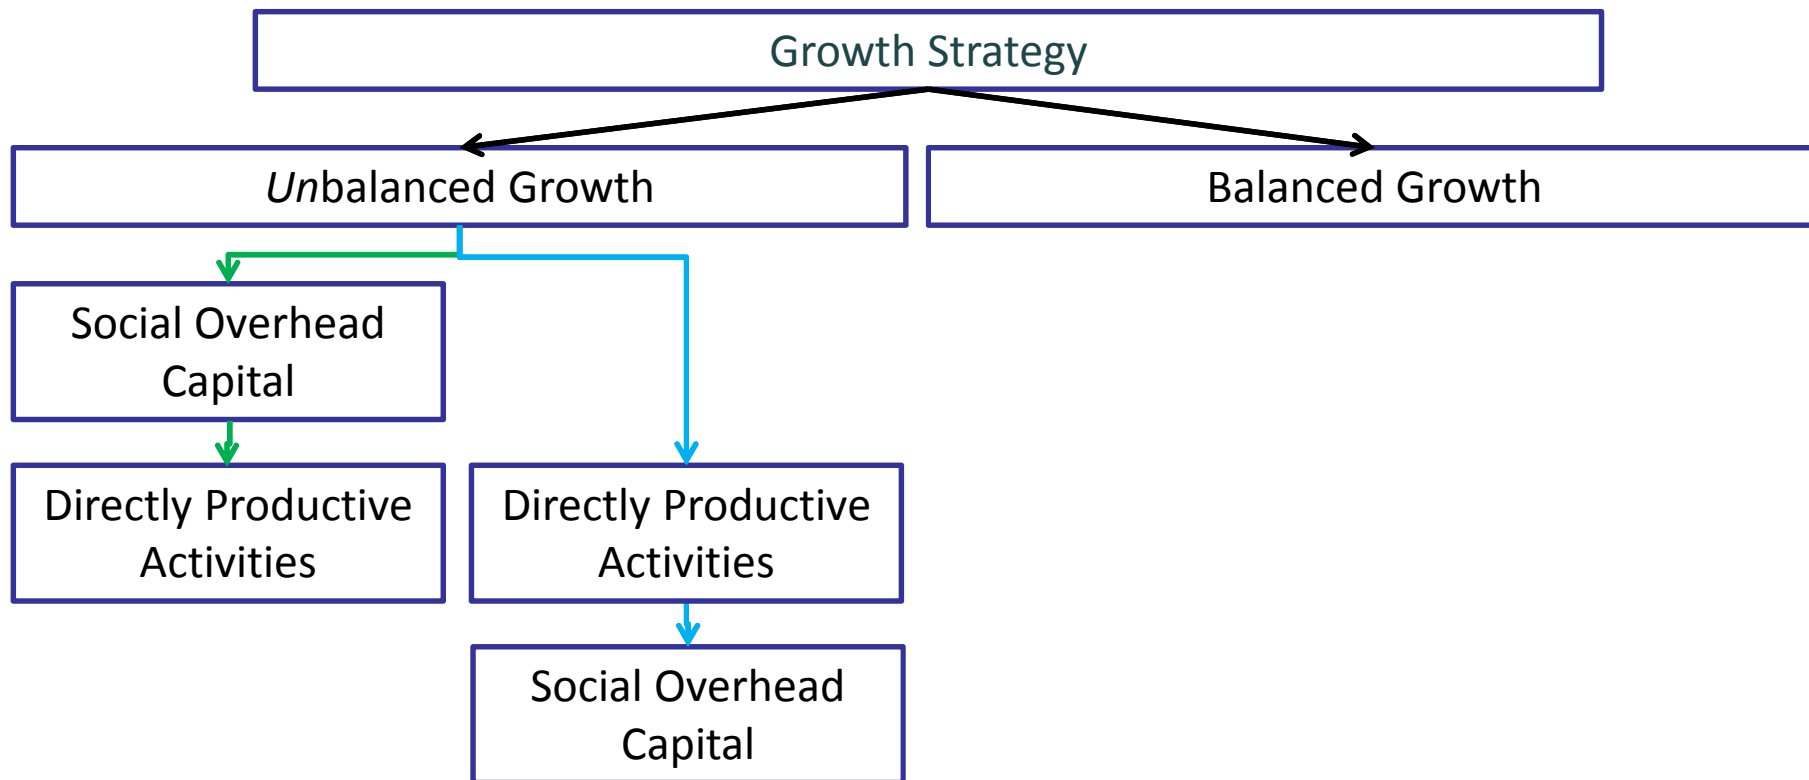 Growth Strategy
Unbalanced Growth
Balanced Growth
Social Overhead
Capital
Directly Productive
Activities
Directly Productive
Activities
Social Overhead
Capital